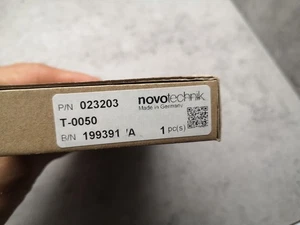 P/N 023203
novotechnik
Made in Germany
T-0050
B/N 199391 /A
1 pc(s)